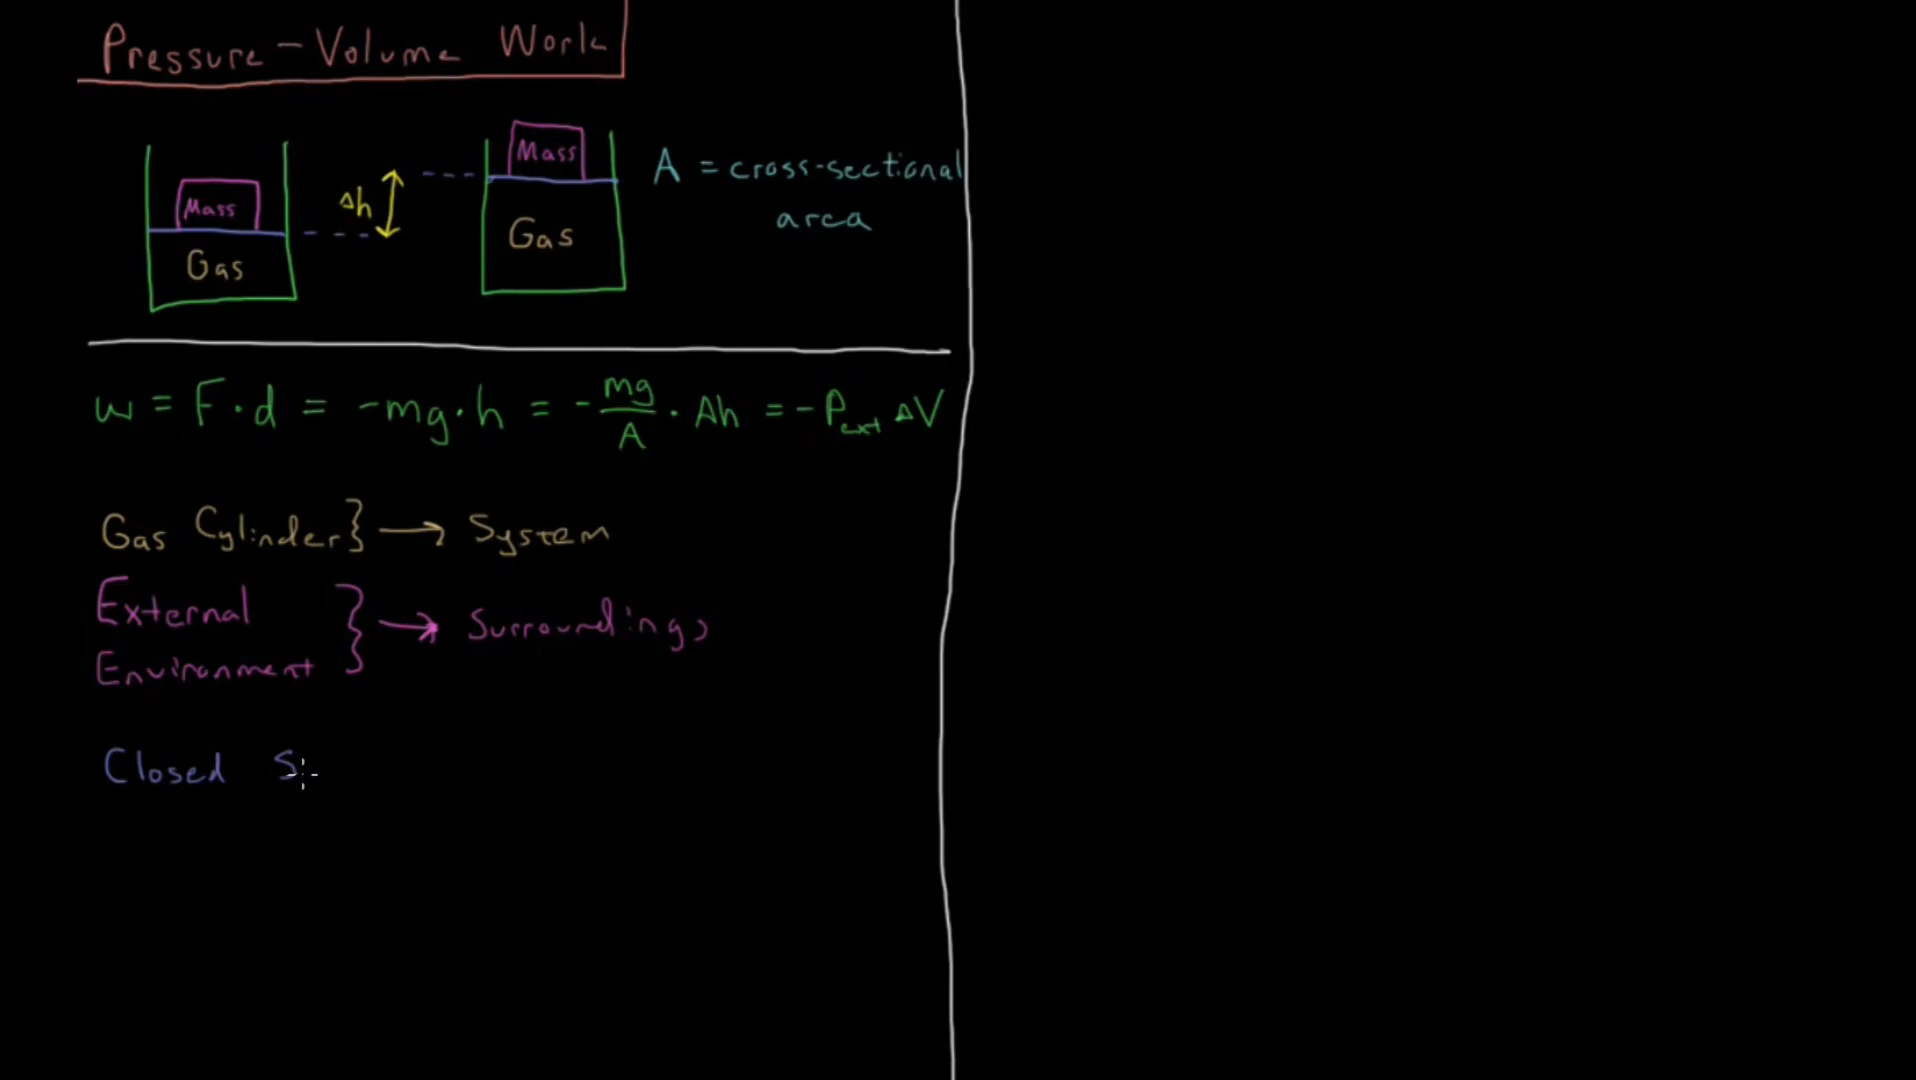 Pressure-Volume Work
Mass
Gas
Δh
Mass
Gas
A = cross-sectional
area
w = F·d = -mg·h = -mg/A · Ah = -P_ext ΔV
Gas Cylinder} → System
External
Environment
} → Surroundings
Closed S